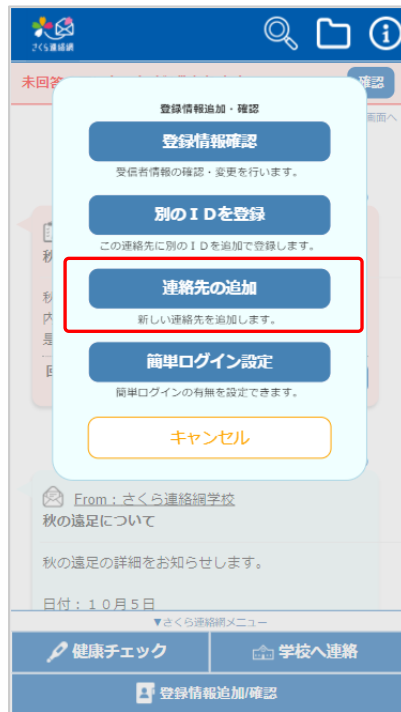 さくら連絡網
未回答
確認
画面へ
登録情報追加・確認
登録情報確認
受信者情報の確認・変更を行います。
別のＩＤを登録
この連絡先に別のＩＤを追加で登録します。
連絡先の追加
新しい連絡先を追加します。
簡単ログイン設定
簡単ログインの有無を設定できます。
キャンセル
秋
秋
内
是
From：さくら連絡網学校
秋の遠足について
秋の遠足の詳細をお知らせします。
日付：１０月５日
▼さくら連絡網メニュー
健康チェック
学校へ連絡
登録情報追加/確認